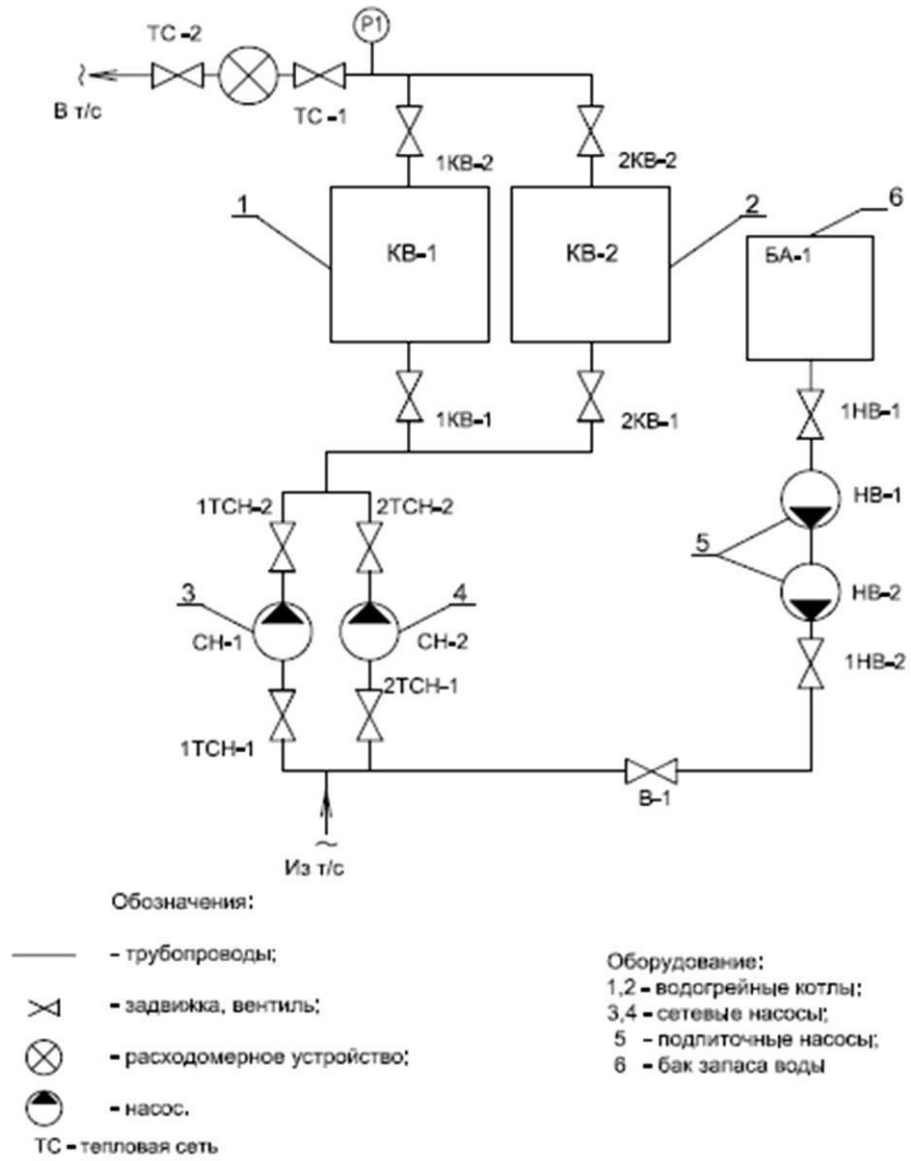 P1
ТС-2
В т/с
ТС-1
1КВ-2
2КВ-2
1
2
6
КВ-1
КВ-2
БА-1
1КВ-1
2КВ-1
1НВ-1
1ТСН-2
2ТСН-2
НВ-1
5
3
4
НВ-2
СН-1
СН-2
1НВ-2
2ТСН-1
1ТСН-1
В-1
Из т/с
Обозначения:
- трубопроводы;
- задвижка, вентиль;
- расходомерное устройство;
- насос.
ТС - тепловая сеть
Оборудование:
1,2 - водогрейные котлы;
3,4 - сетевые насосы;
5 - подпиточные насосы;
6 - бак запаса воды